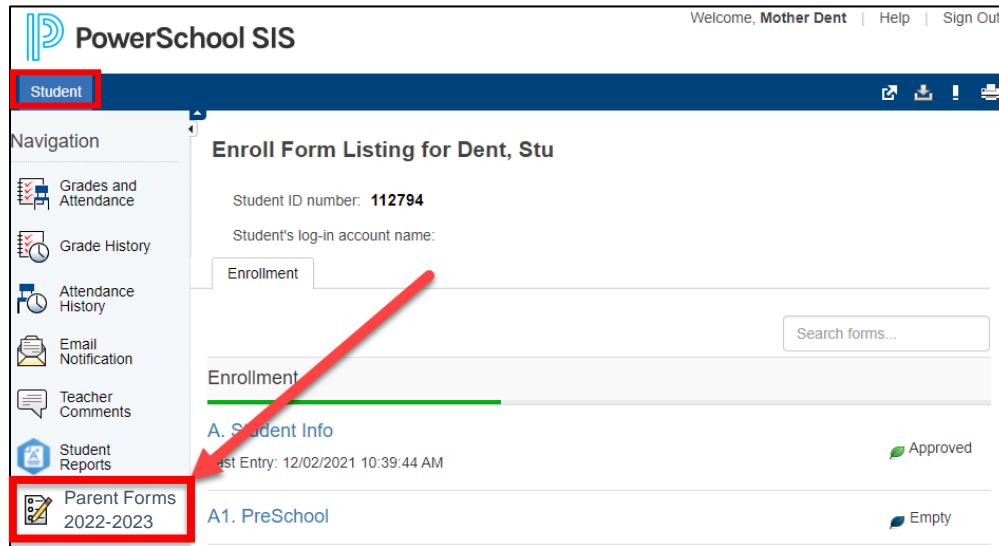 Welcome, Mother Dent | Help | Sign Out
PowerSchool SIS
Student
Navigation
Grades and
Attendance
Grade History
Attendance
History
Email
Notification
Teacher
Comments
Student
Reports
Parent Forms
2022-2023
Enroll Form Listing for Dent, Stu
Student ID number: 112794
Student's log-in account name:
Enrollment
Search forms...
Enrollment
A. Student Info
Last Entry: 12/02/2021 10:39:44 AM
Approved
A1. PreSchool
Empty